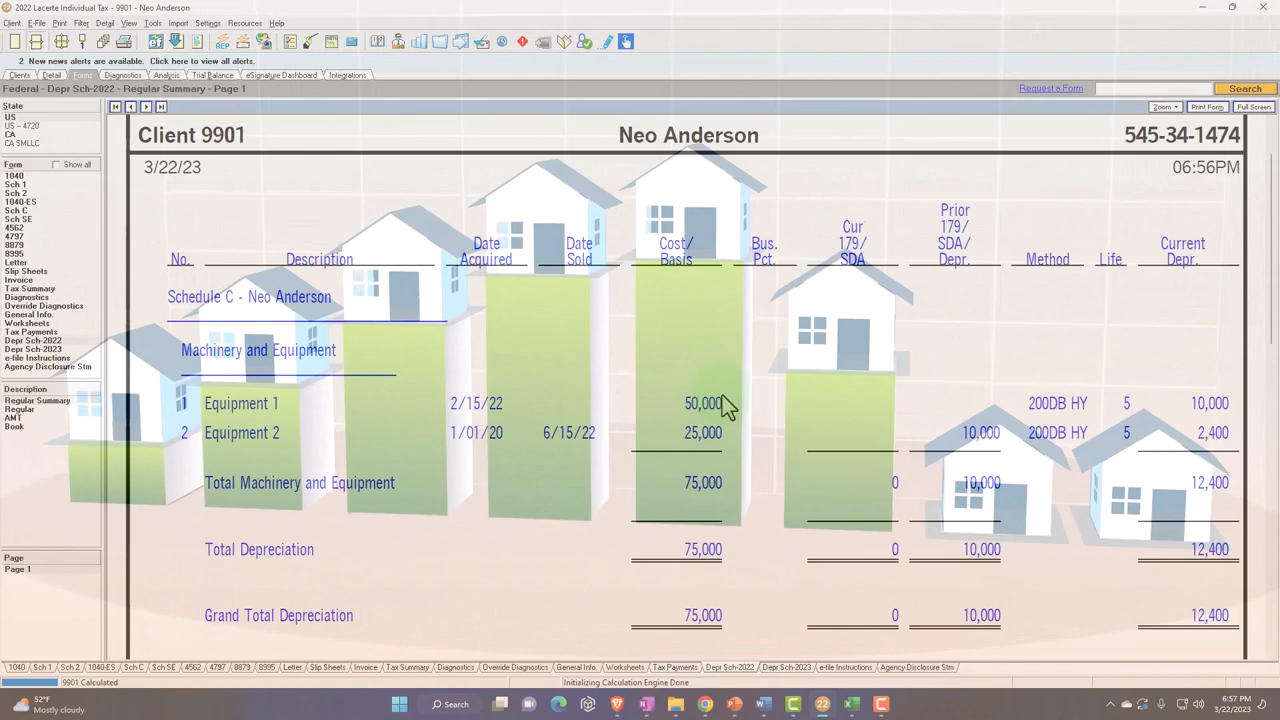 2022 Lacerte Individual Tax - 9901 - Neo Anderson
Client E-File Print Filter Detail View Tools Import Settings Resources Help
2 New news alerts are available. Click here to view all alerts.
Clients Detail Forms Diagnostics Analysis Trial Balance eSignature Dashboard Integrations
Federal - Depr Sch-2022 - Regular Summary - Page 1 Request a Form Search
State Zoom Print Form Full Screen
US
US - 4720
CA
CA SMLLC
Form Show all
1040
Sch 1
Sch 2
1040-ES
Sch C
Sch SE
4562
4797
8879
8995
Letter
Slip Sheets
Invoice
Tax Summary
Diagnostics
Override Diagnostics
General Info.
Worksheets
Tax Payments
Depr Sch-2022
Depr Sch-2023
e-file Instructions
Agency Disclosure Stm
Description
Regular Summary
Regular
AMT
Book
Page
Page 1
Client 9901 Neo Anderson 545-34-1474
3/22/23 06:56PM
Prior
Cur 179/
Date Date Cost/ Bus. 179/ SDA/ Current
No. Description Acquired Sold Basis Pct. SDA Depr. Method Life Depr.
Schedule C - Neo Anderson
Machinery and Equipment
1 Equipment 1 2/15/22 50,000 200DB HY 5 10,000
2 Equipment 2 1/01/20 6/15/22 25,000 10,000 200DB HY 5 2,400
Total Machinery and Equipment 75,000 0 10,000 12,400
Total Depreciation 75,000 0 10,000 12,400
Grand Total Depreciation 75,000 0 10,000 12,400
1040 Sch 1 Sch 2 1040-ES Sch C Sch SE 4562 4797 8879 8995 Letter Slip Sheets Invoice Tax Summary Diagnostics Override Diagnostics General Info. Worksheets Tax Payments Depr Sch-2022 Depr Sch-2023 e-file Instructions Agency Disclosure Stm
9901 Calculated Initializing Calculation Engine Done
52°F
Mostly cloudy
Search
6:57 PM
3/22/2023